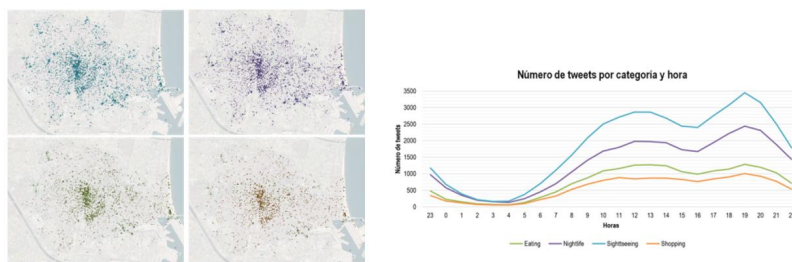 Número de tweets por categoría y hora
Número de tweets
3500
3000
2500
2000
1500
1000
500
0
23 0 1 2 3 4 5 6 7 8 9 10 11 12 13 14 15 16 17 18 19 20 21 2
Horas
Eating Nightlife Sightseeing Shopping